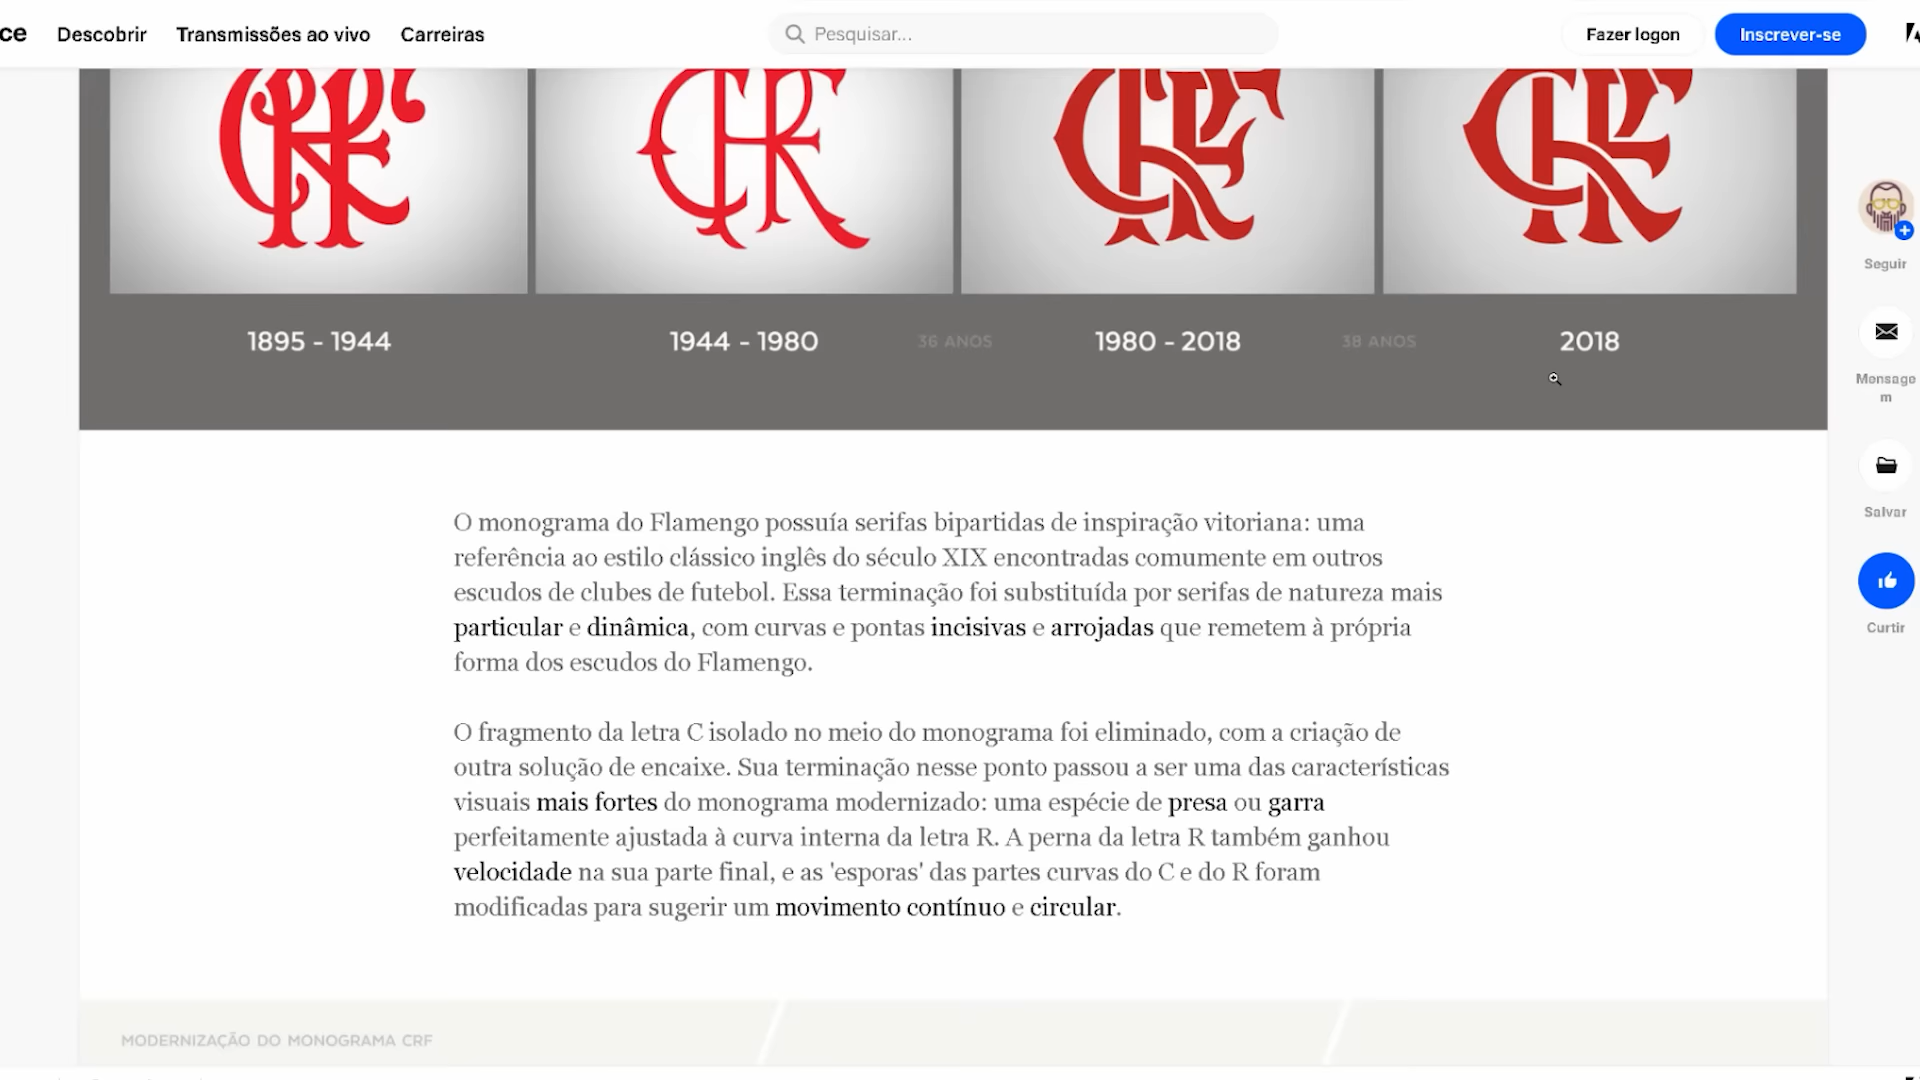 ce Descobrir Transmissões ao vivo Carreiras Pesquisar... Fazer logon Inscrever-se
1895 - 1944 1944 - 1980 36 ANOS 1980 - 2018 38 ANOS 2018
O monograma do Flamengo possuía serifas bipartidas de inspiração vitoriana: uma
referência ao estilo clássico inglês do século XIX encontradas comumente em outros
escudos de clubes de futebol. Essa terminação foi substituída por serifas de natureza mais
particular e dinâmica, com curvas e pontas incisivas e arrojadas que remetem à própria
forma dos escudos do Flamengo.
O fragmento da letra C isolado no meio do monograma foi eliminado, com a criação de
outra solução de encaixe. Sua terminação nesse ponto passou a ser uma das características
visuais mais fortes do monograma modernizado: uma espécie de presa ou garra
perfeitamente ajustada à curva interna da letra R. A perna da letra R também ganhou
velocidade na sua parte final, e as 'esporas' das partes curvas do C e do R foram
modificadas para sugerir um movimento contínuo e circular.
MODERNIZAÇÃO DO MONOGRAMA CRF
Seguir
Mensage
m
Salvar
Curtir